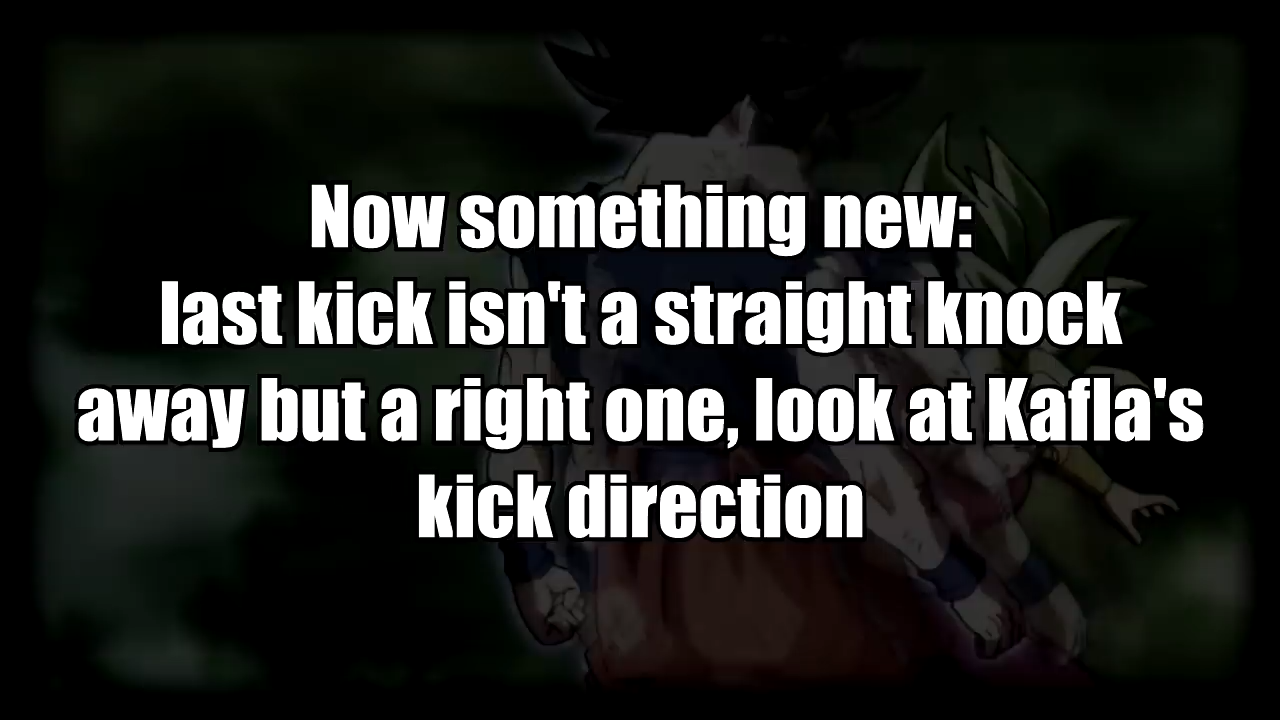 Now something new:
last kick isn't a straight knock
away but a right one, look at Kafla's
kick direction